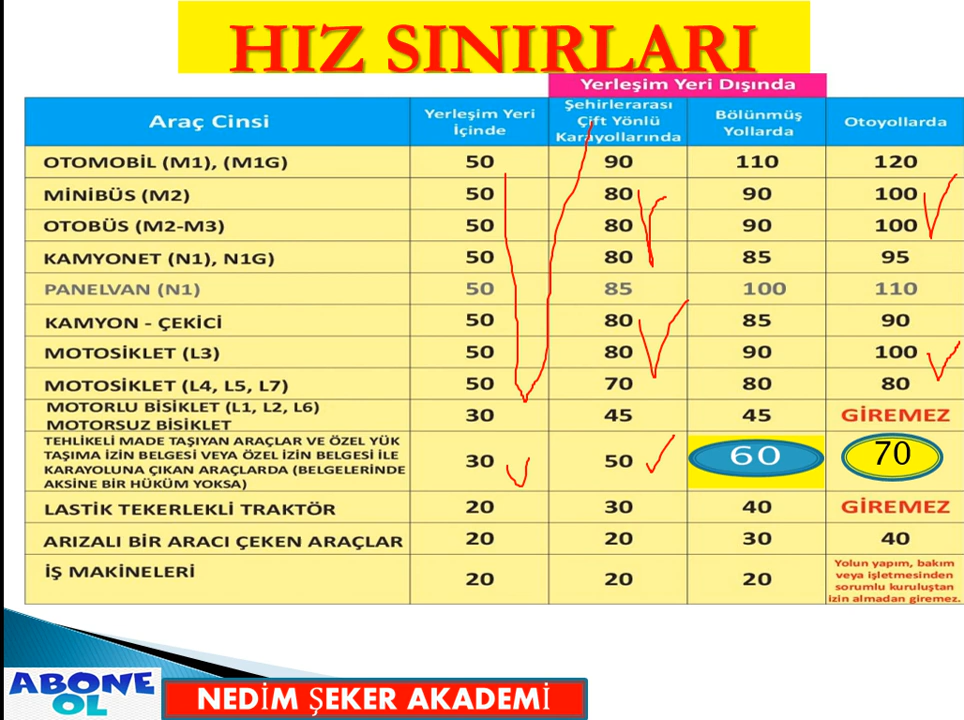 HIZ SINIRLARI
Yerleşim Yeri Dışında
Araç Cinsi
Yerleşim Yeri
İçinde
Şehirlerarası
Çift Yönlü
Karayollarında
Bölünmüş
Yollarda
Otoyollarda
OTOMOBİL (M1), (M1G) 50 90 110 120
MİNİBÜS (M2) 50 80 90 100
OTOBÜS (M2-M3) 50 80 90 100
KAMYONET (N1), N1G) 50 80 85 95
PANELVAN (N1) 50 85 100 110
KAMYON - ÇEKİCİ 50 80 85 90
MOTOSİKLET (L3) 50 80 90 100
MOTOSİKLET (L4, L5, L7) 50 70 80 80
MOTORLU BİSİKLET (L1, L2, L6)
MOTORSUZ BİSİKLET
30 45 45 GİREMEZ
TEHLİKELİ MADE TAŞIYAN ARAÇLAR VE ÖZEL YÜK
TAŞIMA İZİN BELGESİ VEYA ÖZEL İZİN BELGESİ İLE
KARAYOLUNA ÇIKAN ARAÇLARDA (BELGELERİNDE
AKSİNE BİR HÜKÜM YOKSA)
30 50 60 70
LASTİK TEKERLEKLİ TRAKTÖR 20 30 40 GİREMEZ
ARIZALI BİR ARACI ÇEKEN ARAÇLAR 20 20 30 40
İŞ MAKİNELERİ 20 20 20
Yolun yapım, bakım
veya işletmesinden
sorumlu kuruluştan
izin almadan giremez.
ABONE
OL
NEDİM ŞEKER AKADEMİ